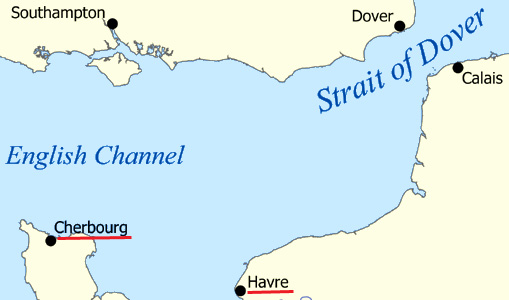 Southampton
Dover
Strait of Dover
Calais
English Channel
Cherbourg
Havre